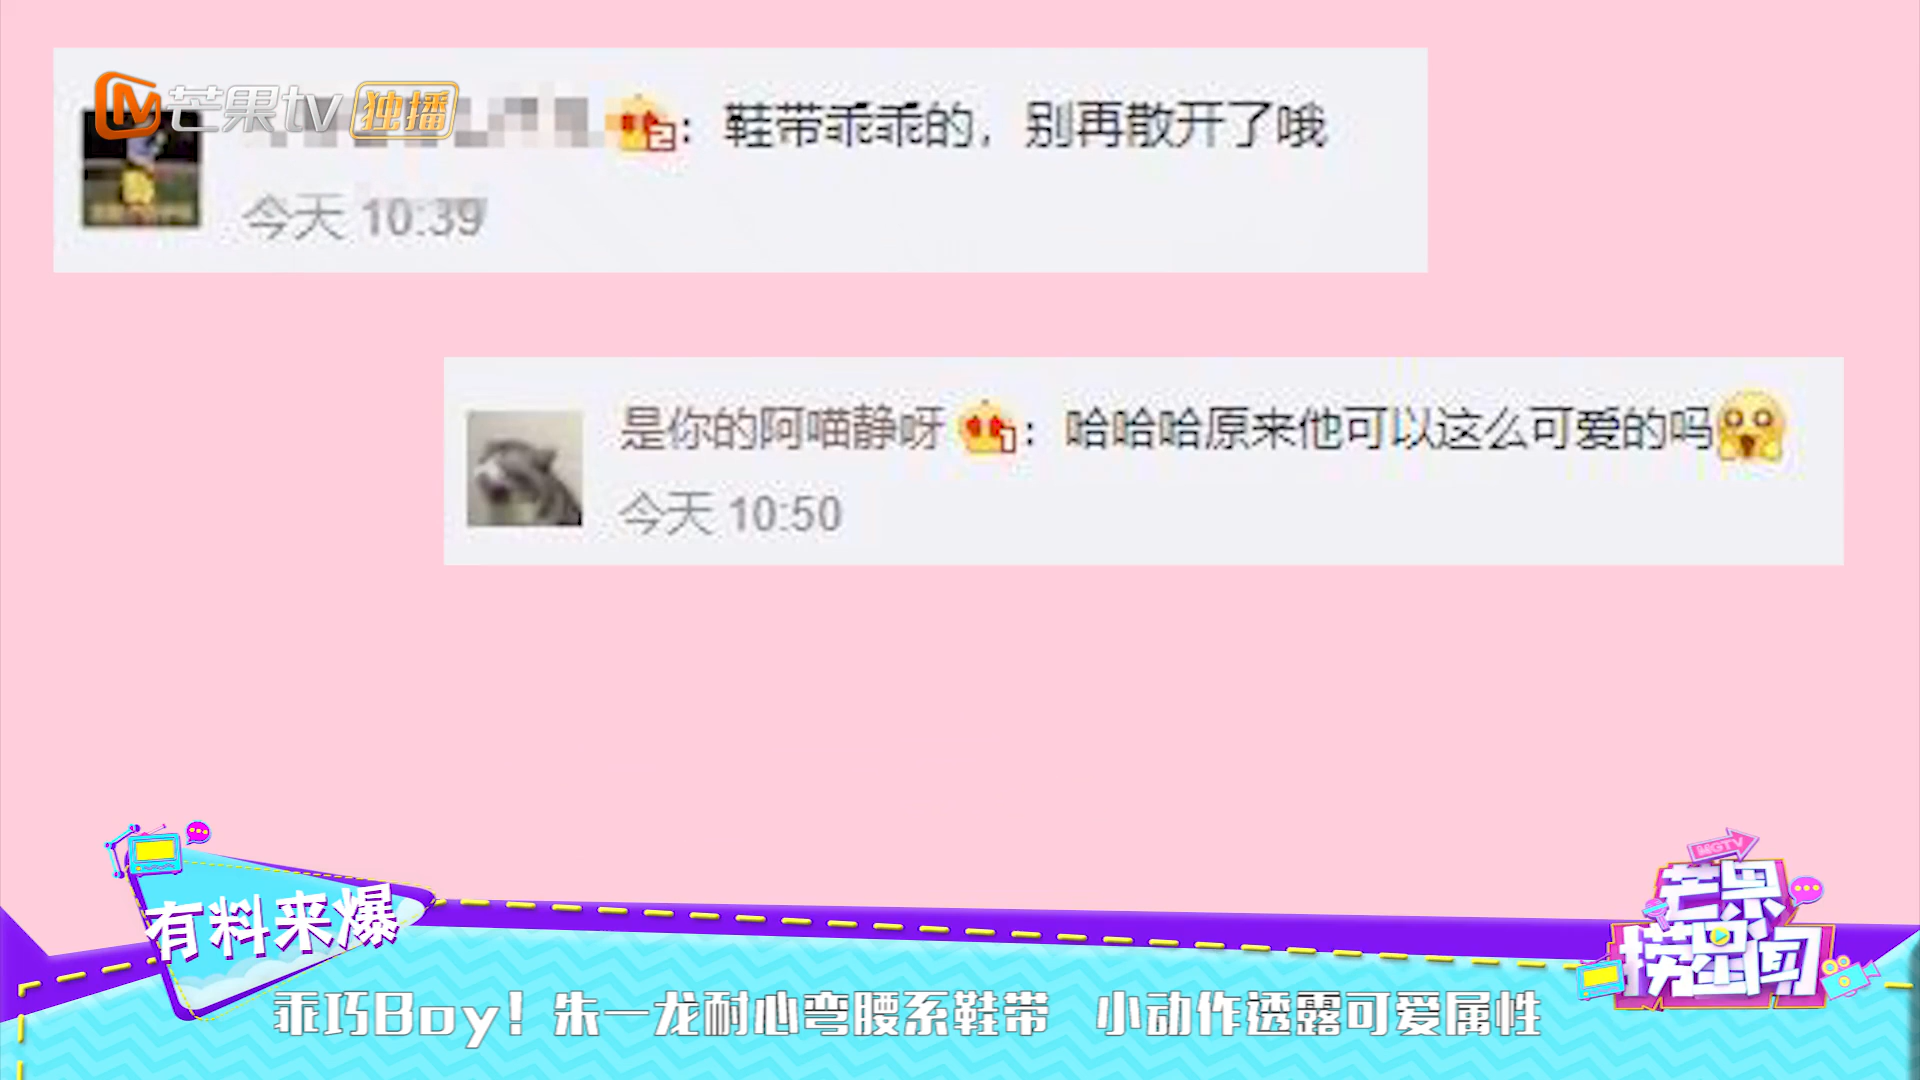 芒果tv 独播
：鞋带乖乖的，别再散开了哦
今天 10:39
是你的阿喵静呀：哈哈哈原来他可以这么可爱的吗
今天 10:50
有料来爆
MGTV
芒果
捞星闻
乖巧Boy！朱一龙耐心弯腰系鞋带 小动作透露可爱属性